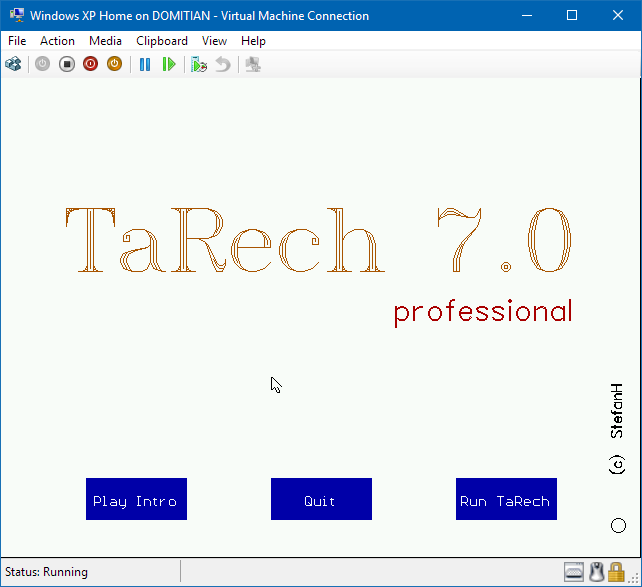 Windows XP Home on DOMITIAN - Virtual Machine Connection
File Action Media Clipboard View Help
TaRech 7.0
professional
(c) StefanH
Play Intro Quit Run TaRech
Status: Running